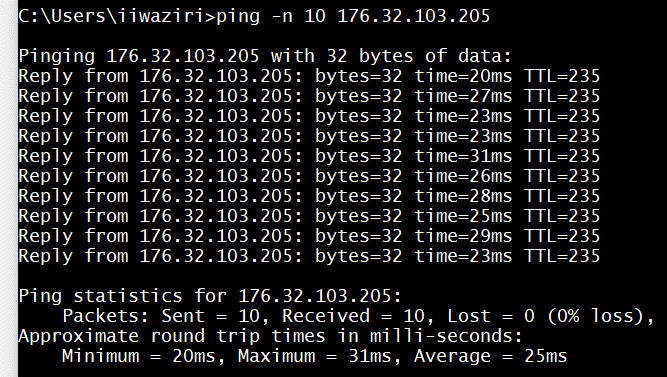 C:\Users\iiwaziri>ping -n 10 176.32.103.205
Pinging 176.32.103.205 with 32 bytes of data:
Reply from 176.32.103.205: bytes=32 time=20ms TTL=235
Reply from 176.32.103.205: bytes=32 time=27ms TTL=235
Reply from 176.32.103.205: bytes=32 time=23ms TTL=235
Reply from 176.32.103.205: bytes=32 time=23ms TTL=235
Reply from 176.32.103.205: bytes=32 time=31ms TTL=235
Reply from 176.32.103.205: bytes=32 time=26ms TTL=235
Reply from 176.32.103.205: bytes=32 time=28ms TTL=235
Reply from 176.32.103.205: bytes=32 time=25ms TTL=235
Reply from 176.32.103.205: bytes=32 time=29ms TTL=235
Reply from 176.32.103.205: bytes=32 time=23ms TTL=235
Ping statistics for 176.32.103.205:
    Packets: Sent = 10, Received = 10, Lost = 0 (0% loss),
Approximate round trip times in milli-seconds:
    Minimum = 20ms, Maximum = 31ms, Average = 25ms